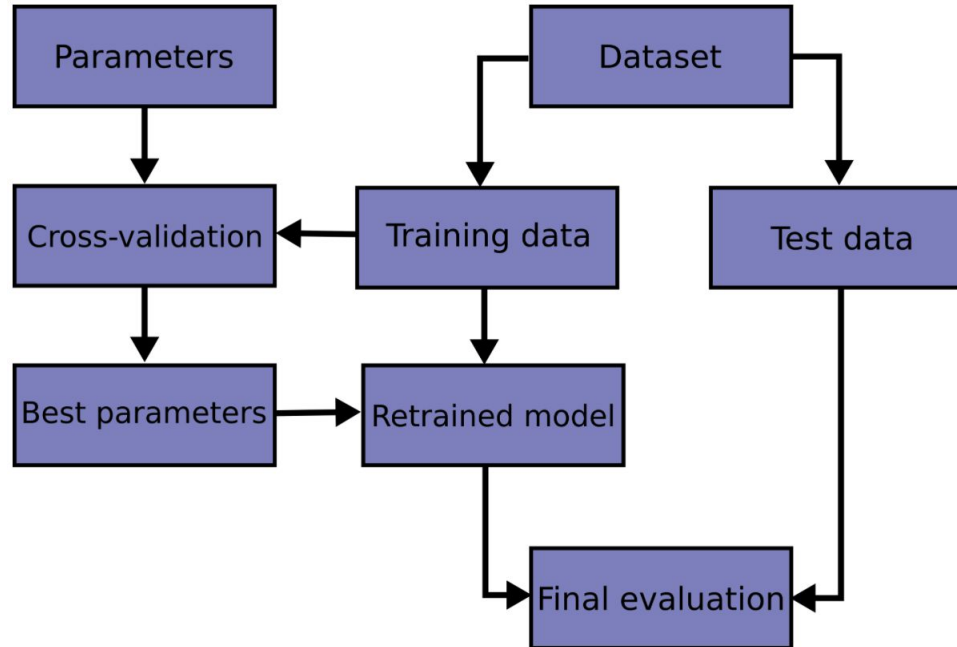 Parameters
Dataset
Cross-validation
Training data
Test data
Best parameters
Retrained model
Final evaluation